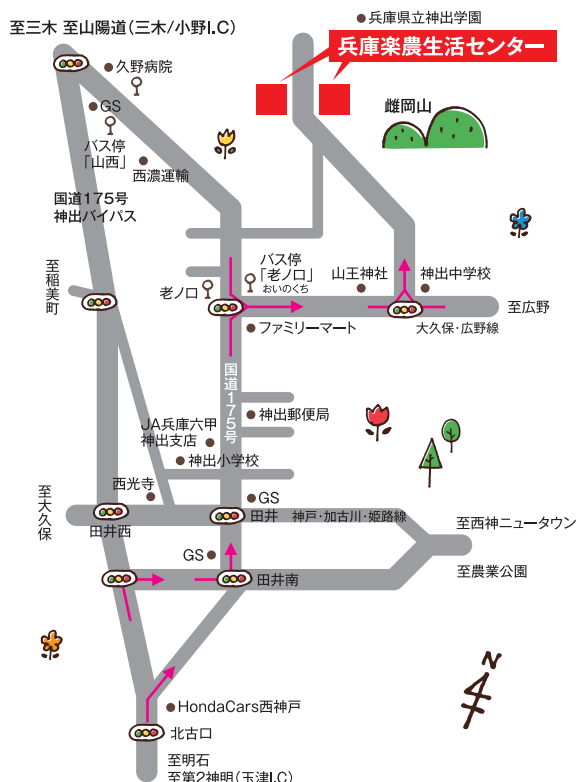 兵庫県立神出学園
至三木 至山陽道(三木/小野I.C)
兵庫楽農生活センター
久野病院
GS
バス停
「山西」
西濃運輸
雌岡山
国道175号
神出バイパス
至稲美町
老ノ口
バス停
「老ノ口」
おいのくち
山王神社
神出中学校
至広野
大久保・広野線
ファミリーマート
国道175号
神出郵便局
JA兵庫六甲
神出支店
神出小学校
西光寺
至大久保
GS
田井西
田井
神戸・加古川・姫路線
至西神ニュータウン
GS
田井南
至農業公園
N
HondaCars西神戸
北古口
至明石
至第2神明(玉津I.C)